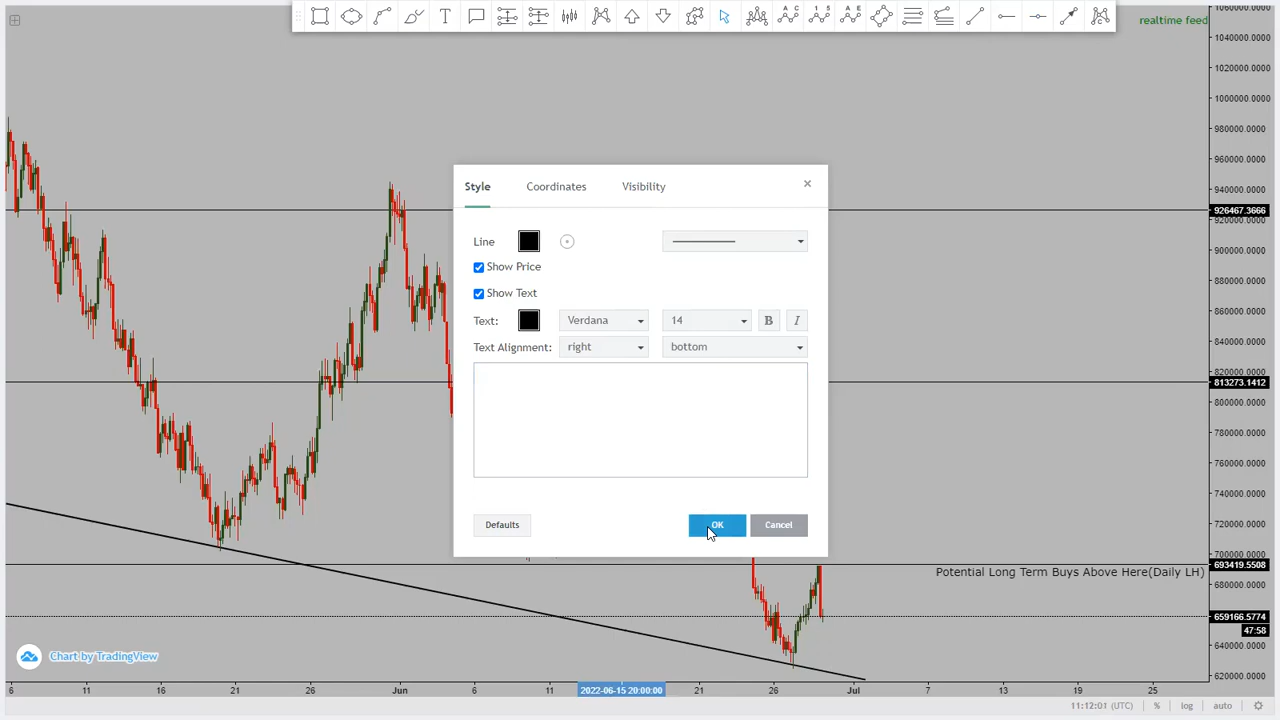 T
A C
1 5
A E
realtime feed
1060000.0000
1040000.0000
1020000.0000
1000000.0000
980000.0000
960000.0000
940000.0000
926467.3666
900000.0000
880000.0000
860000.0000
840000.0000
820000.0000
813273.1412
800000.0000
780000.0000
760000.0000
740000.0000
720000.0000
700000.0000
693419.5508
680000.0000
659166.5774
47:58
640000.0000
620000.0000
Style Coordinates Visibility ×
Line
Show Price
Show Text
Text: Verdana 14 B I
Text Alignment: right bottom
Defaults OK Cancel
Potential Long Term Buys Above Here(Daily LH)
Chart by TradingView
6 11 16 21 26 Jun 6 11 2022-06-15 20:00:00 21 26 Jul 7 13 19 25
11:12:01 (UTC) % log auto